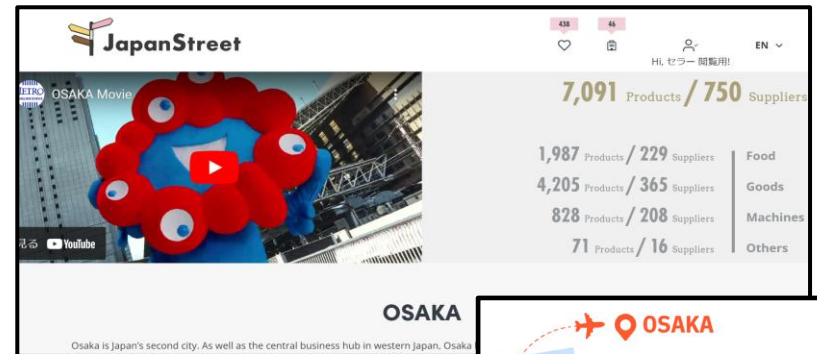 JapanStreet
438 46
Hi, セラー 閲覧用!
EN
METRO
OSAKA Movie
見る YouTube
7,091 Products / 750 Suppliers
1,987 Products / 229 Suppliers Food
4,205 Products / 365 Suppliers Goods
828 Products / 208 Suppliers Machines
71 Products / 16 Suppliers Others
OSAKA
OSAKA
Osaka is Japan's second city. As well as the central business hub in western Japan, Osaka